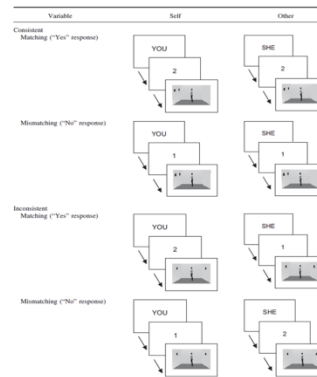 Variable Self Other
Consistent
Matching ("Yes" response)
YOU SHE
2 2
Mismatching ("No" response)
YOU SHE
1 1
Inconsistent
Matching ("Yes" response)
YOU SHE
2 1
Mismatching ("No" response)
YOU SHE
1 2